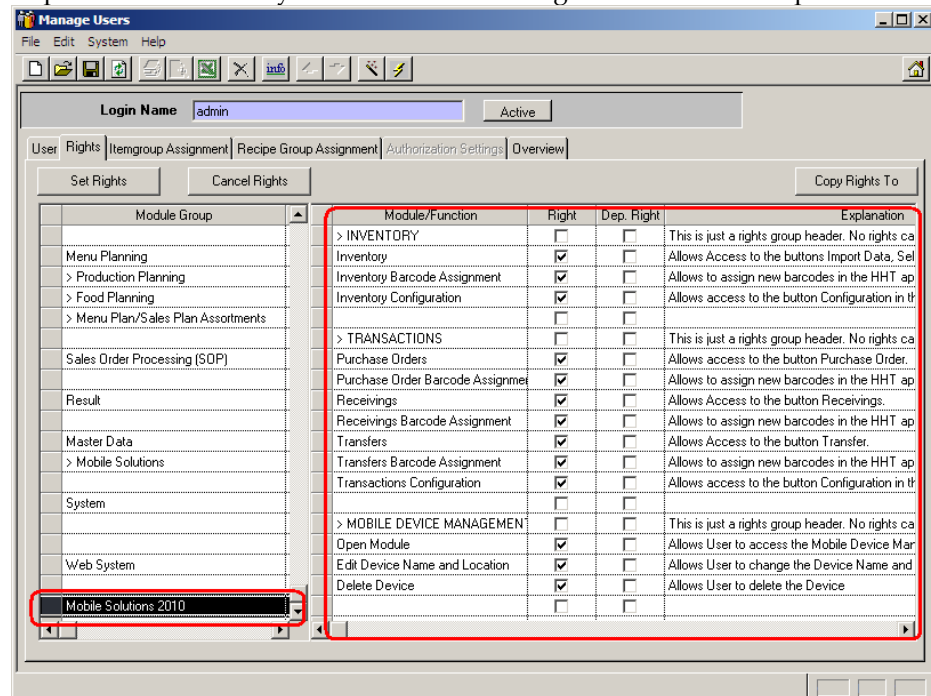 Manage Users
File Edit System Help
info
Login Name admin Active
User Rights Itemgroup Assignment Recipe Group Assignment Authorization Settings Overview
Set Rights Cancel Rights Copy Rights To
Module Group Module/Function Right Dep. Right Explanation
> INVENTORY This is just a rights group header. No rights ca
Menu Planning Inventory Allows Access to the buttons Import Data, Sel
> Production Planning Inventory Barcode Assignment Allows to assign new barcodes in the HHT ap
> Food Planning Inventory Configuration Allows access to the button Configuration in th
> Menu Plan/Sales Plan Assortments
> TRANSACTIONS This is just a rights group header. No rights ca
Sales Order Processing (SOP) Purchase Orders Allows access to the button Purchase Order.
Purchase Order Barcode Assignmer Allows to assign new barcodes in the HHT ap
Result Receivings Allows Access to the button Receivings.
Receivings Barcode Assignment Allows to assign new barcodes in the HHT ap
Master Data Transfers Allows Access to the button Transfer.
> Mobile Solutions Transfers Barcode Assignment Allows to assign new barcodes in the HHT ap
Transactions Configuration Allows access to the button Configuration in th
System
> MOBILE DEVICE MANAGEMENT This is just a rights group header. No rights ca
Open Module Allows User to access the Mobile Device Mar
Web System Edit Device Name and Location Allows User to change the Device Name and
Delete Device Allows User to delete the Device
Mobile Solutions 2010